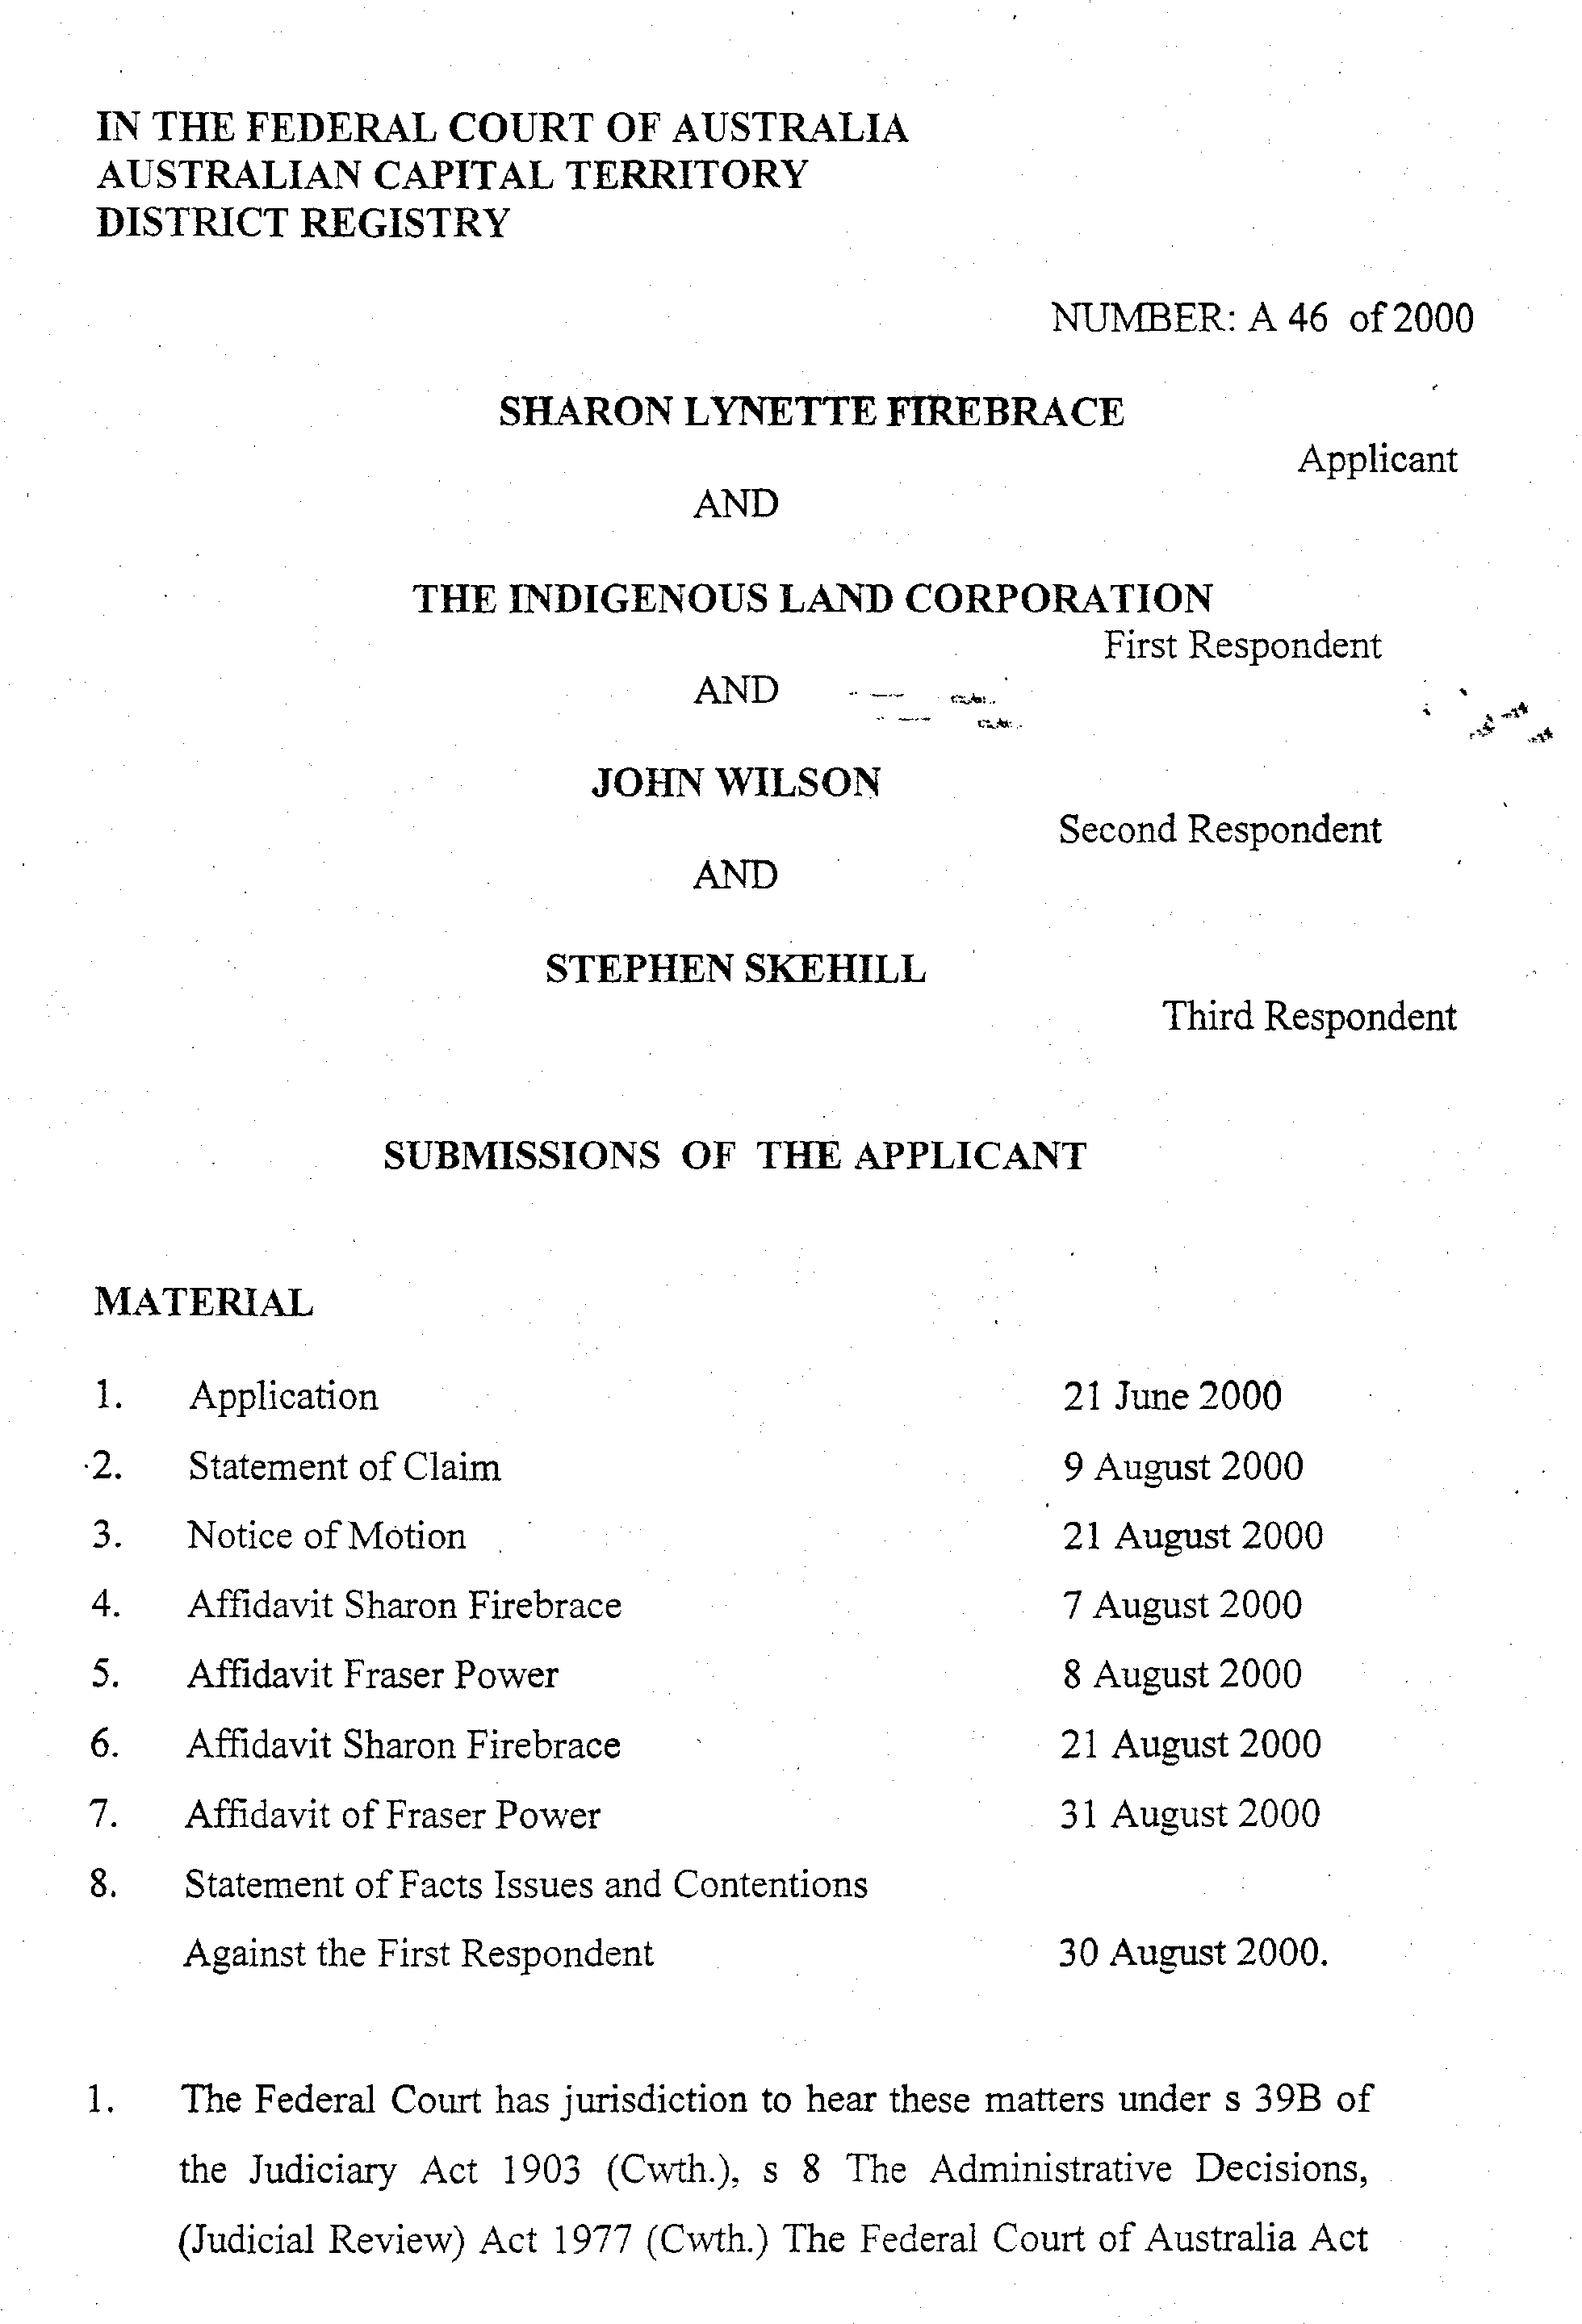 IN THE FEDERAL COURT OF AUSTRALIA
AUSTRALIAN CAPITAL TERRITORY
DISTRICT REGISTRY
NUMBER: A 46 of 2000
SHARON LYNETTE FIREBRACE
Applicant
AND
THE INDIGENOUS LAND CORPORATION
First Respondent
AND
JOHN WILSON
Second Respondent
AND
STEPHEN SKEHILL
Third Respondent
SUBMISSIONS OF THE APPLICANT
MATERIAL
1. Application 21 June 2000
2. Statement of Claim 9 August 2000
3. Notice of Motion 21 August 2000
4. Affidavit Sharon Firebrace 7 August 2000
5. Affidavit Fraser Power 8 August 2000
6. Affidavit Sharon Firebrace 21 August 2000
7. Affidavit of Fraser Power 31 August 2000
8. Statement of Facts Issues and Contentions
Against the First Respondent 30 August 2000.
1. The Federal Court has jurisdiction to hear these matters under s 39B of
the Judiciary Act 1903 (Cwth.), s 8 The Administrative Decisions,
(Judicial Review) Act 1977 (Cwth.) The Federal Court of Australia Act